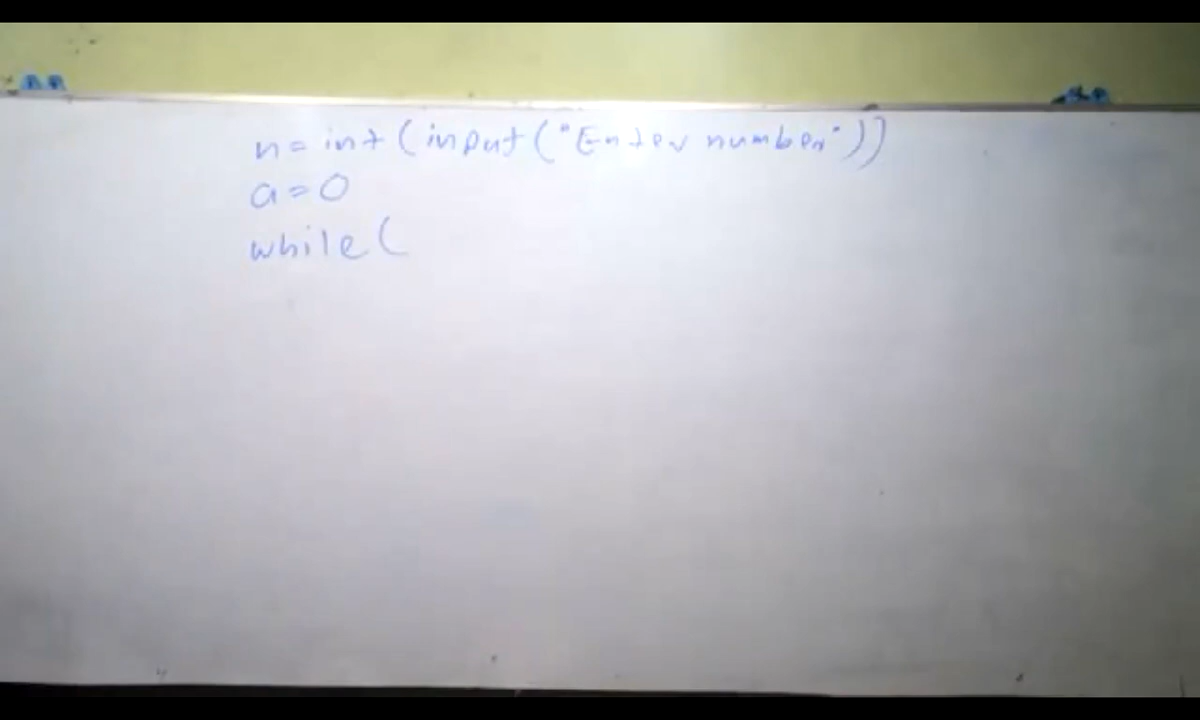 n = int (input ("Enter number"))
a = 0
while (